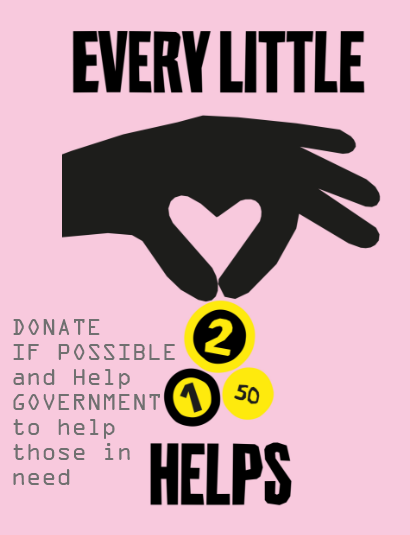 EVERY LITTLE
2
1
50
DONATE
IF POSSIBLE
and Help
GOVERNMENT
to help
those in
need
HELPS